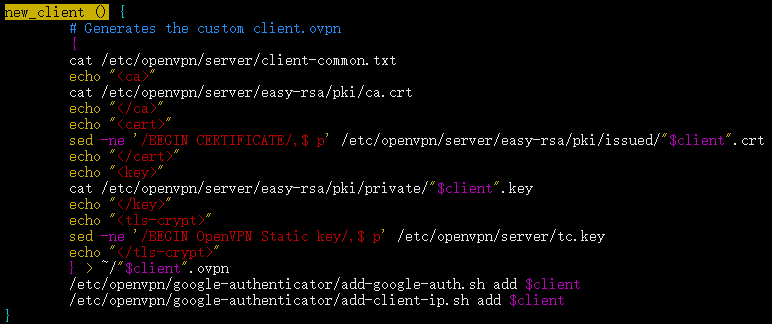 new_client () {
# Generates the custom client.ovpn
{
cat /etc/openvpn/server/client-common.txt
echo "<ca>"
cat /etc/openvpn/server/easy-rsa/pki/ca.crt
echo "</ca>"
echo "<cert>"
sed -ne '/BEGIN CERTIFICATE/,$ p' /etc/openvpn/server/easy-rsa/pki/issued/"$client".crt
echo "</cert>"
echo "<key>"
cat /etc/openvpn/server/easy-rsa/pki/private/"$client".key
echo "</key>"
echo "<tls-crypt>"
sed -ne '/BEGIN OpenVPN Static key/,$ p' /etc/openvpn/server/tc.key
echo "</tls-crypt>"
} > ~/"$client".ovpn
/etc/openvpn/google-authenticator/add-google-auth.sh add $client
/etc/openvpn/google-authenticator/add-client-ip.sh add $client
}